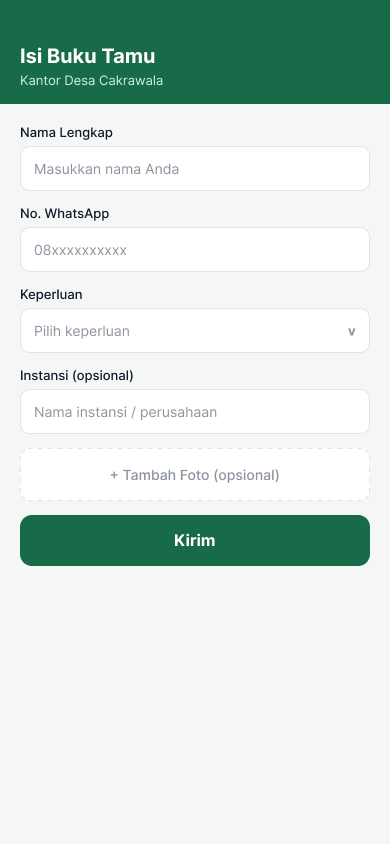 Isi Buku Tamu
Kantor Desa Cakrawala
Nama Lengkap
Masukkan nama Anda
No. WhatsApp
08xxxxxxxxxx
Keperluan
Pilih keperluan v
Instansi (opsional)
Nama instansi / perusahaan
+ Tambah Foto (opsional)
Kirim